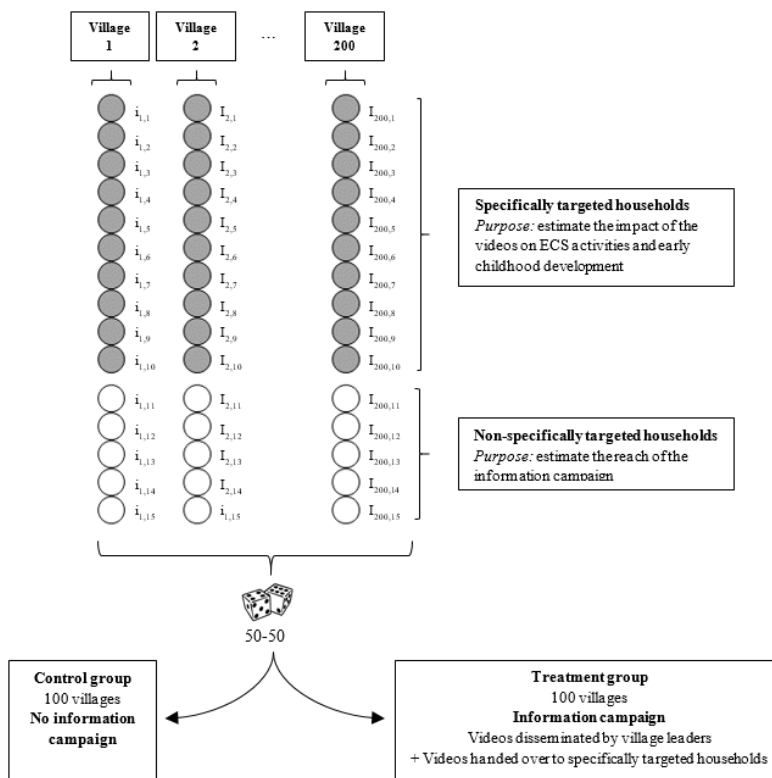 Village Village ... Village
1 2 200
i1,1 I2,1 I200,1
i1,2 I2,2 I200,2
i1,3 I2,3 I200,3
i1,4 I2,4 I200,4
i1,5 I2,5 I200,5
i1,6 I2,6 I200,6
i1,7 I2,7 I200,7
i1,8 I2,8 I200,8
i1,9 I2,9 I200,9
i1,10 I2,10 I200,10
Specifically targeted households
Purpose: estimate the impact of the
videos on ECS activities and early
childhood development
i1,11 I2,11 I200,11
i1,12 I2,12 I200,12
i1,13 I2,13 I200,13
i1,14 I2,14 I200,14
i1,15 i1,15 I200,15
Non-specifically targeted households
Purpose: estimate thereach of the
information campaign
50-50
Control group
100 villages
No information
campaign
Treatment group
100 villages
Information campaign
Videos disseminated by village leaders
+ Videos handed over to specifically targeted households